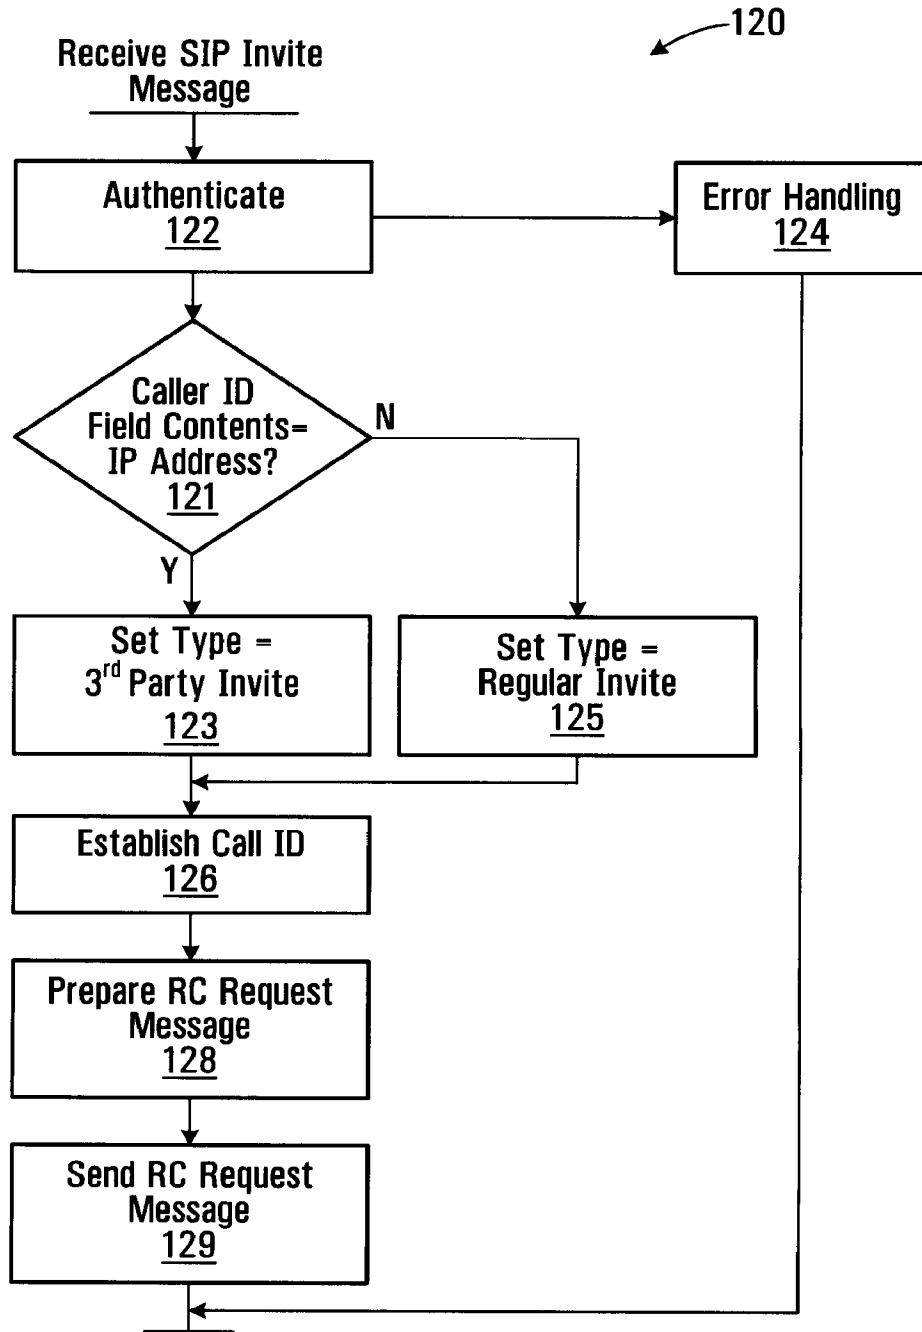 120
Receive SIP Invite
Message
Authenticate
122
Error Handling
124
Caller ID
Field Contents=
IP Address?
121
N
Y
Set Type =
3rd Party Invite
123
Set Type =
Regular Invite
125
Establish Call ID
126
Prepare RC Request
Message
128
Send RC Request
Message
129